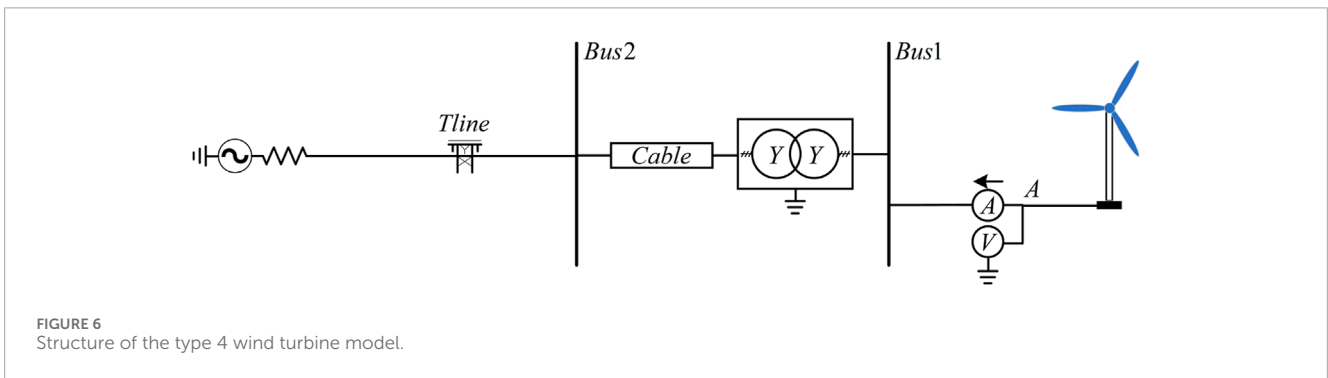 Bus2
Bus1
Tline
Cable
Y Y
A
A
V
FIGURE 6
Structure of the type 4 wind turbine model.